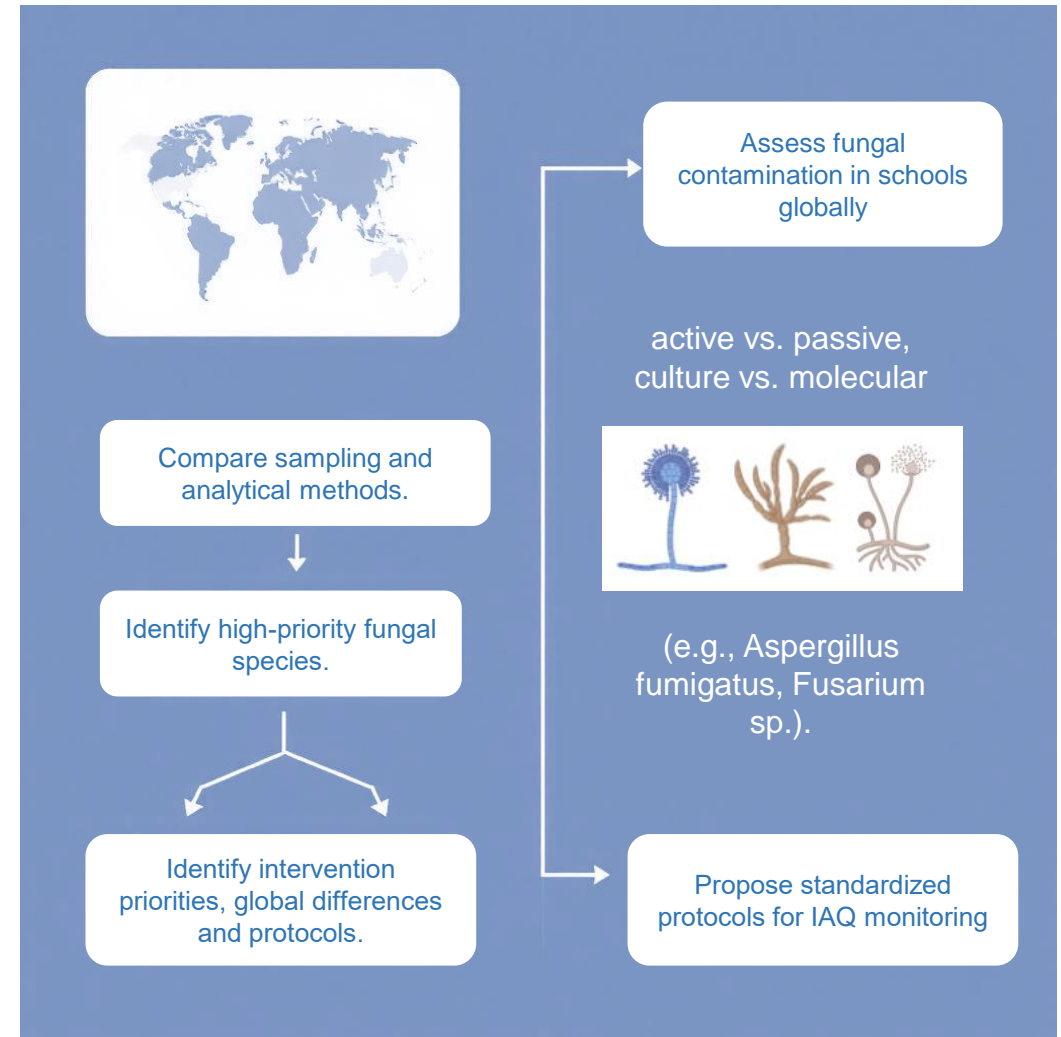 Assess fungal
contamination in schools
globally
active vs. passive,
culture vs. molecular
Compare sampling and
analytical methods.
Identify high-priority fungal
species.
(e.g., Aspergillus
fumigatus, Fusarium
sp.).
Identify intervention
priorities, global differences
and protocols.
Propose standardized
protocols for IAQ monitoring